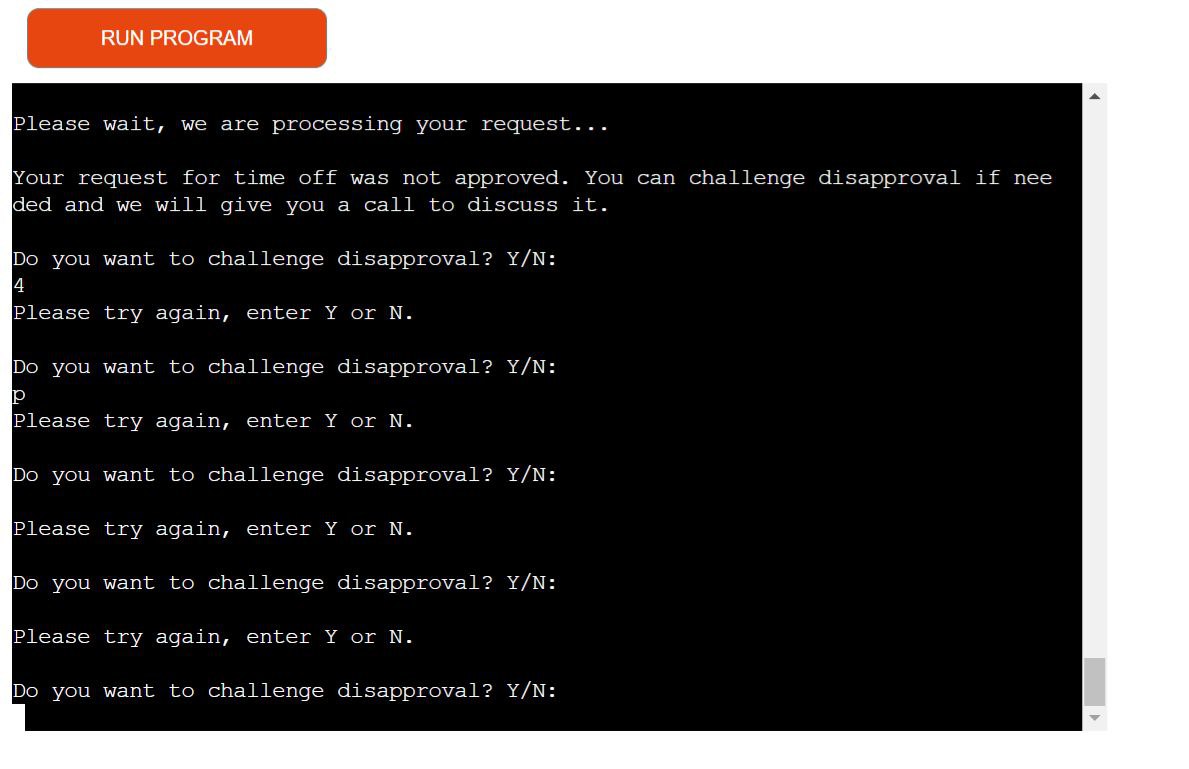 RUN PROGRAM
Please wait, we are processing your request...
Your request for time off was not approved. You can challenge disapproval if nee
ded and we will give you a call to discuss it.
Do you want to challenge disapproval? Y/N:
4
Please try again, enter Y or N.
Do you want to challenge disapproval? Y/N:
p
Please try again, enter Y or N.
Do you want to challenge disapproval? Y/N:
Please try again, enter Y or N.
Do you want to challenge disapproval? Y/N:
Please try again, enter Y or N.
Do you want to challenge disapproval? Y/N: